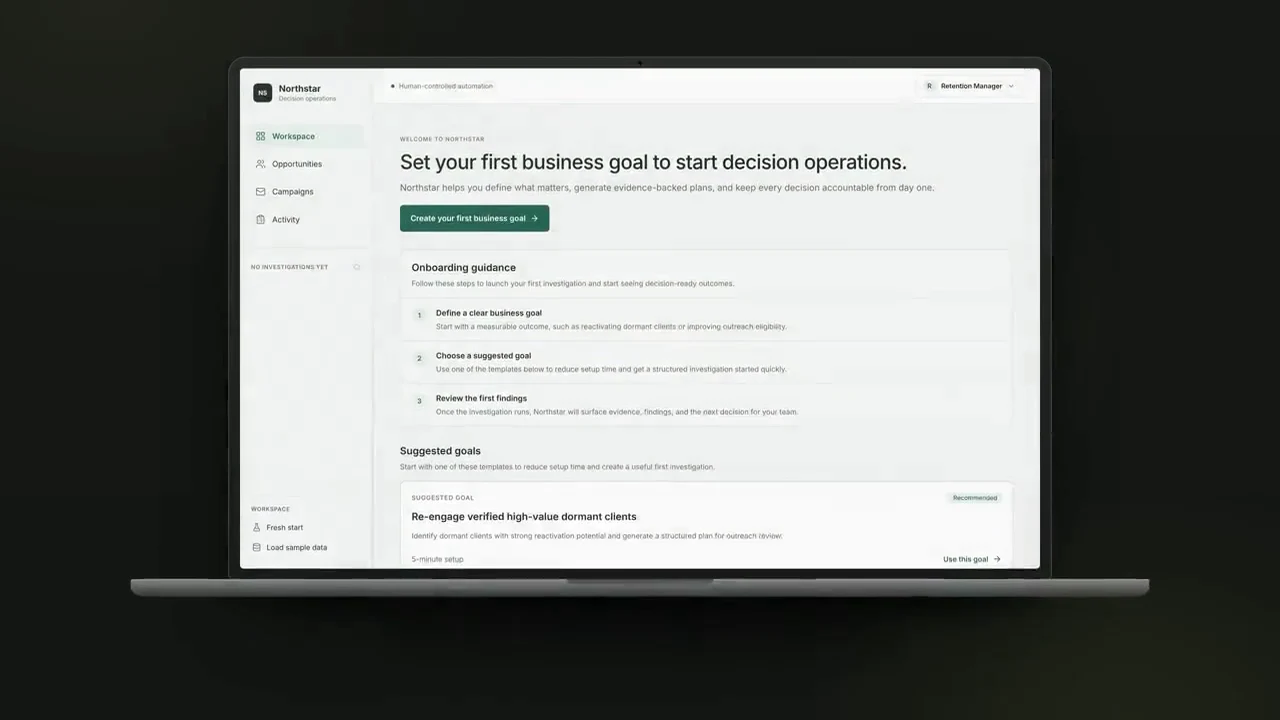 NS
Northstar
Decision operations
Workspace
Opportunities
Campaigns
Activity
NO INVESTIGATIONS YET
WORKSPACE
Fresh start
Load sample data
Human-controlled automation
R
Retention Manager
WELCOME TO NORTHSTAR
Set your first business goal to start decision operations.
Northstar helps you define what matters, generate evidence-backed plans, and keep every decision accountable from day one.
Create your first business goal →
Onboarding guidance
Follow these steps to launch your first investigation and start seeing decision-ready outcomes.
1
Define a clear business goal
Start with a measurable outcome, such as reactivating dormant clients or improving outreach eligibility.
2
Choose a suggested goal
Use one of the templates below to reduce setup time and get a structured investigation started quickly.
3
Review the first findings
Once the investigation runs, Northstar will surface evidence, findings, and the next decision for your team.
Suggested goals
Start with one of these templates to reduce setup time and create a useful first investigation.
SUGGESTED GOAL
Recommended
Re-engage verified high-value dormant clients
Identify dormant clients with strong reactivation potential and generate a structured plan for outreach review.
5-minute setup
Use this goal →